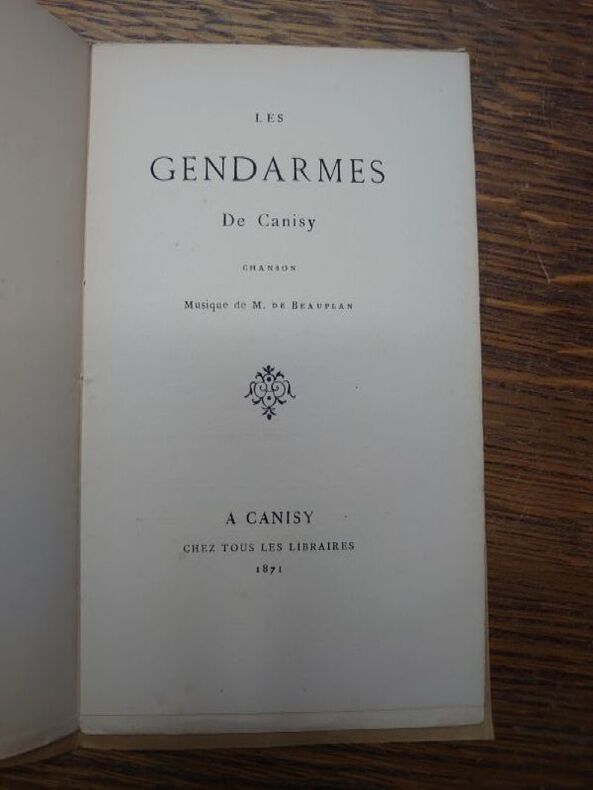 LES
GENDARMES
De Canisy
CHANSON
Musique de M. DE BEAUPLAN
A CANISY
CHEZ TOUS LES LIBRAIRES
1871